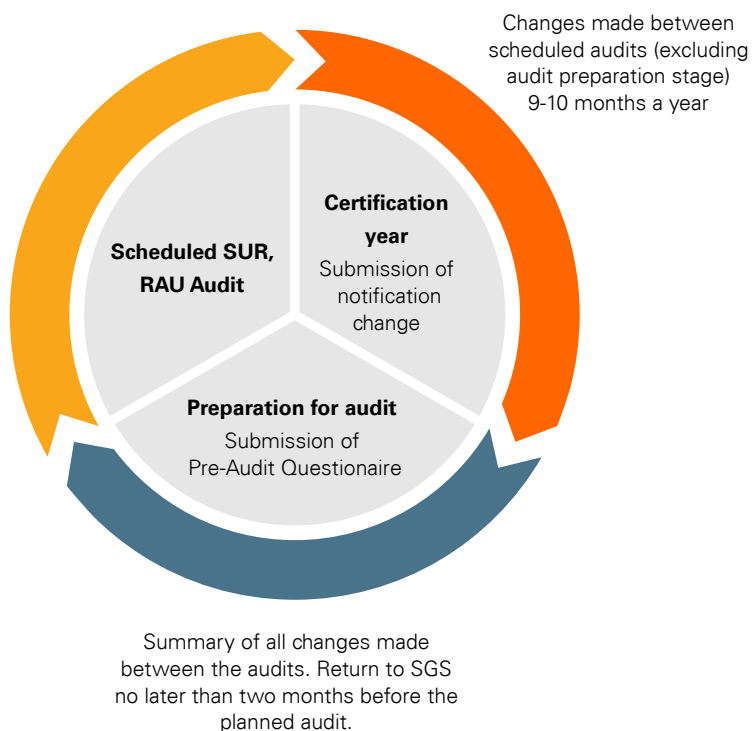 Changes made between
scheduled audits (excluding
audit preparation stage)
9-10 months a year
Certification
year
Submission of
notification
change
Scheduled SUR,
RAU Audit
Preparation for audit
Submission of
Pre-Audit Questionaire
Summary of all changes made
between the audits. Return to SGS
no later than two months before the
planned audit.